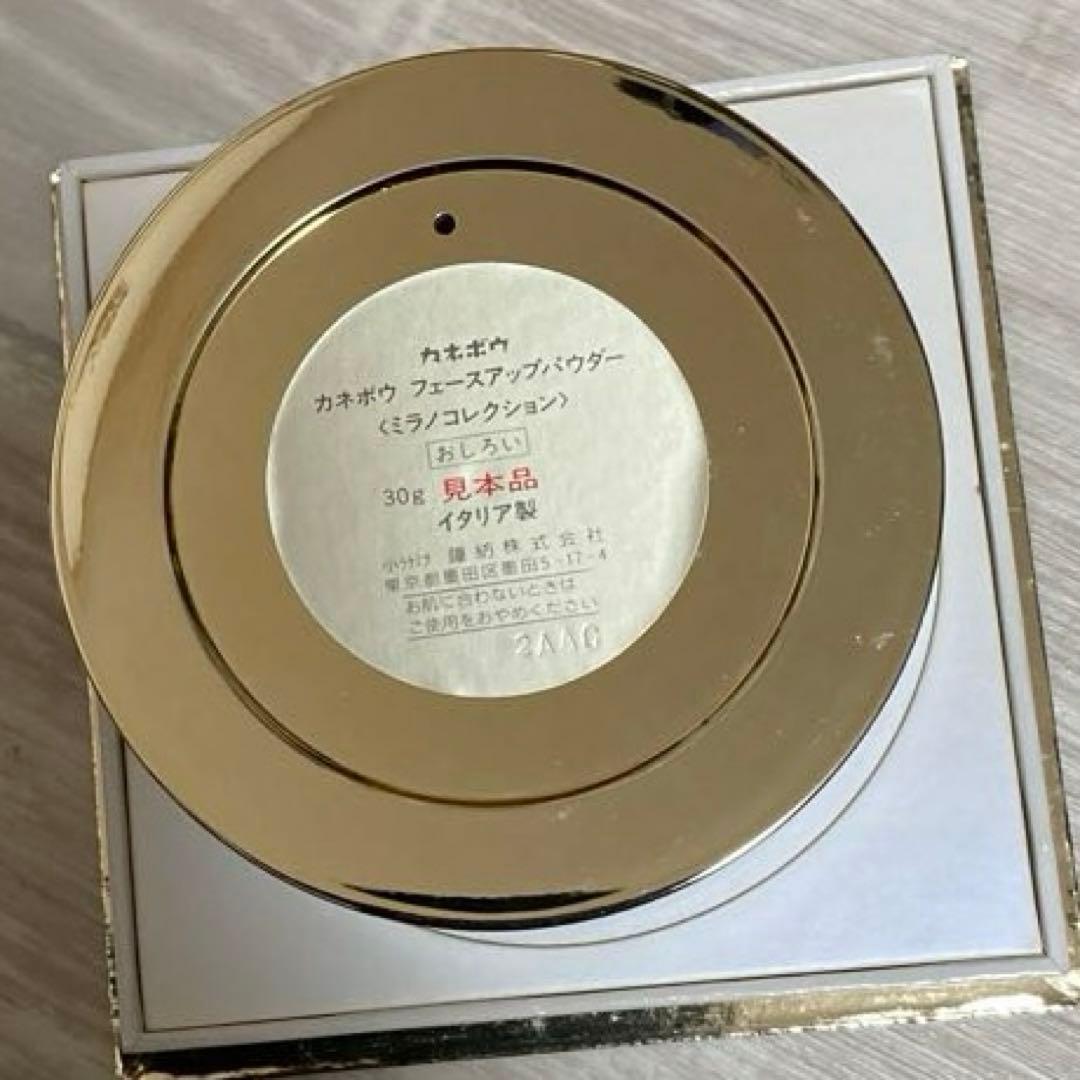 カネボウ
カネボウ フェースアップパウダー
〈ミラノコレクション〉
おしろい
30g 見本品
イタリア製
鐘紡株式会社
東京都墨田区墨田5-17-4
お肌に合わないときは
ご使用をおやめください
2AAC